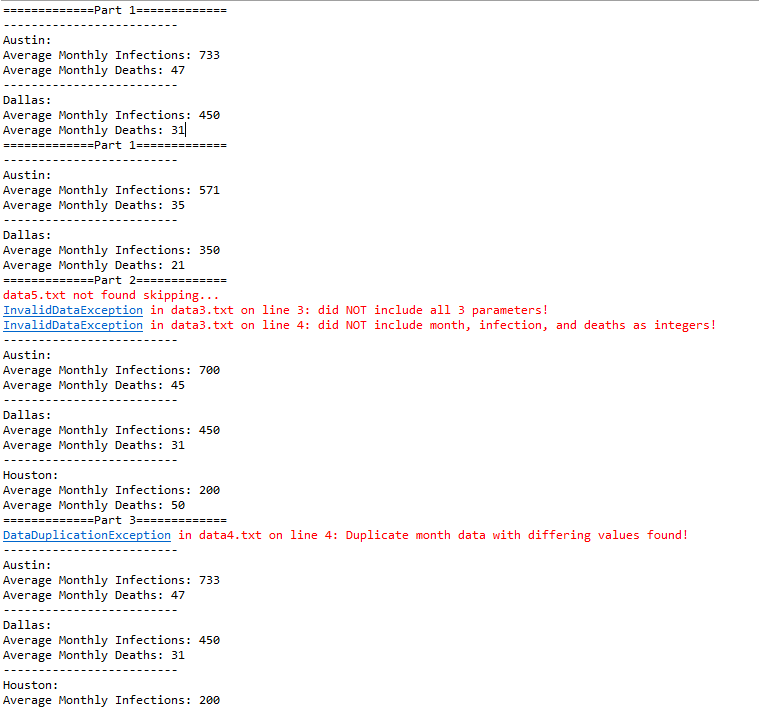 =============Part 1=============
-------------------------
Austin:
Average Monthly Infections: 733
Average Monthly Deaths: 47
-------------------------
Dallas:
Average Monthly Infections: 450
Average Monthly Deaths: 31
=============Part 1=============
-------------------------
Austin:
Average Monthly Infections: 571
Average Monthly Deaths: 35
-------------------------
Dallas:
Average Monthly Infections: 350
Average Monthly Deaths: 21
=============Part 2=============
data5.txt not found skipping...
InvalidDataException in data3.txt on line 3: did NOT include all 3 parameters!
InvalidDataException in data3.txt on line 4: did NOT include month, infection, and deaths as integers!
-------------------------
Austin:
Average Monthly Infections: 700
Average Monthly Deaths: 45
-------------------------
Dallas:
Average Monthly Infections: 450
Average Monthly Deaths: 31
-------------------------
Houston:
Average Monthly Infections: 200
Average Monthly Deaths: 50
=============Part 3=============
DataDuplicationException in data4.txt on line 4: Duplicate month data with differing values found!
-------------------------
Austin:
Average Monthly Infections: 733
Average Monthly Deaths: 47
-------------------------
Dallas:
Average Monthly Infections: 450
Average Monthly Deaths: 31
-------------------------
Houston:
Average Monthly Infections: 200